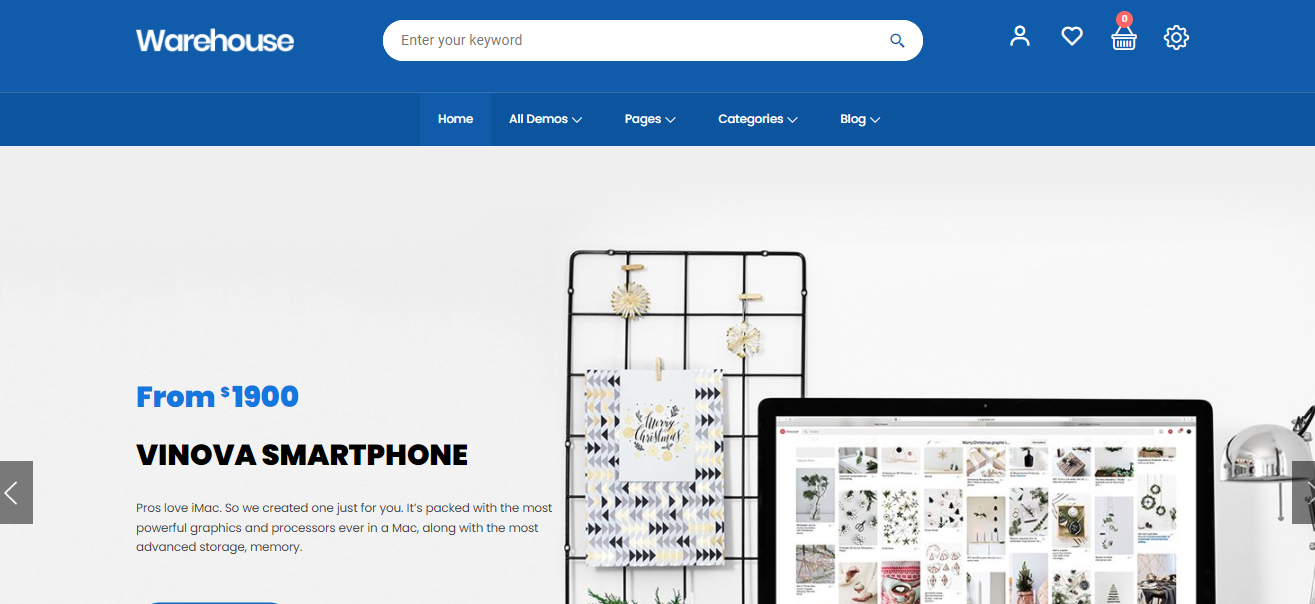 Warehouse
Enter your keyword
0
Home
All Demos
Pages
Categories
Blog
From $1900
VINOVA SMARTPHONE
Pros love iMac. So we created one just for you. It's packed with the most
powerful graphics and processors ever in a Mac, along with the most
advanced storage, memory.
Merry
Christmas